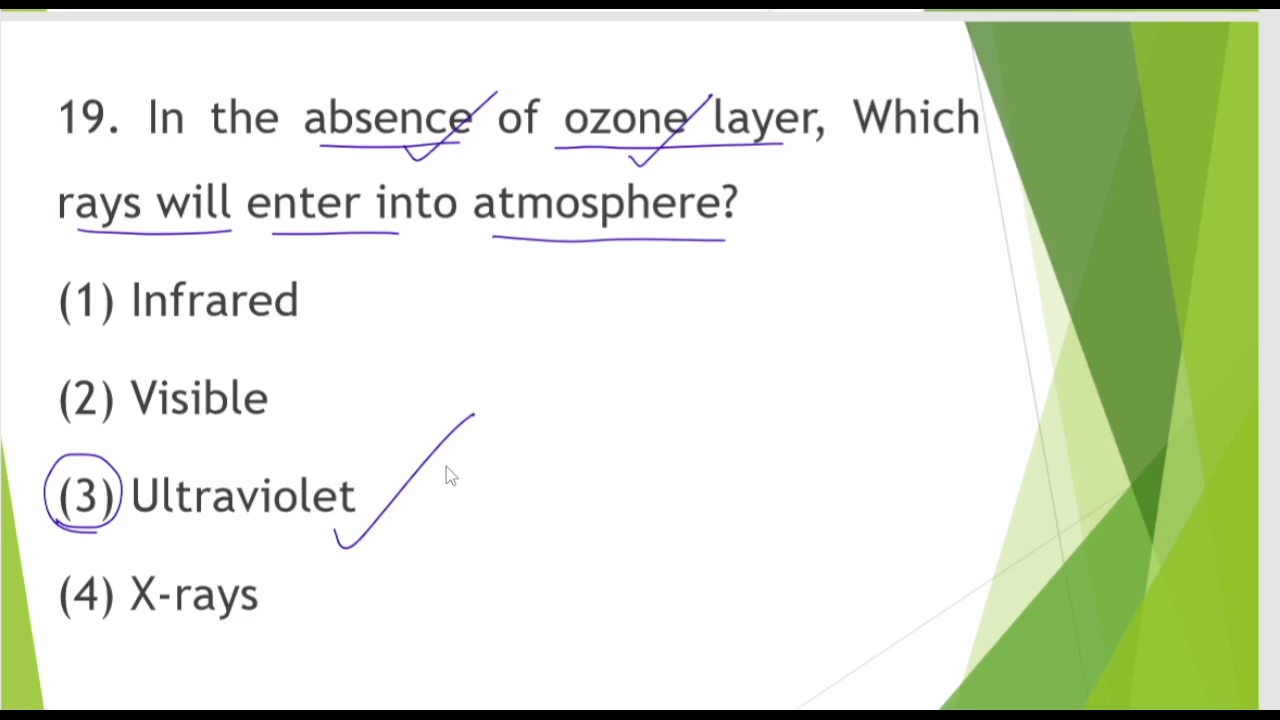 19. In the absence of ozone layer, Which
rays will enter into atmosphere?
(1) Infrared
(2) Visible
(3) Ultraviolet
(4) X-rays